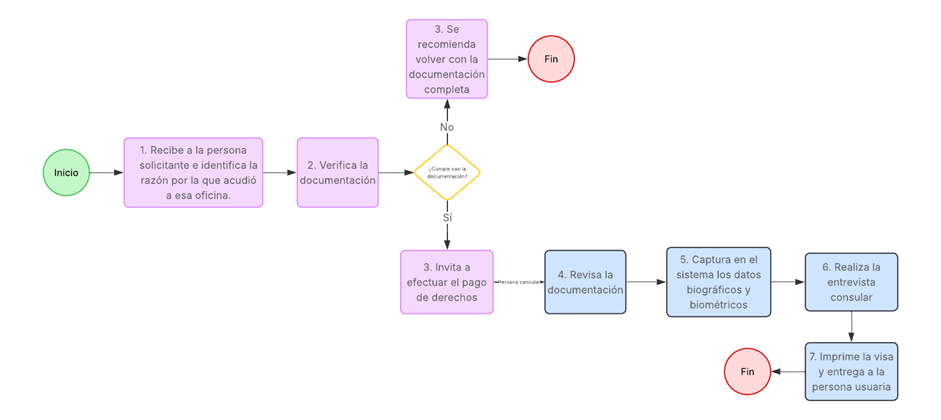 3. Se
recomienda
volver con la
documentación
completa
Fin
No
Inicio
1. Recibe a la persona
solicitante e identifica la
razón por la que acudió
a esa oficina.
2. Verifica la
documentación
¿Cumple con la
documentación?
Sí
3. Invita a
efectuar el pago
de derechos
Persona consular
4. Revisa la
documentación
5. Captura en el
sistema los datos
biográficos y
biométricos
6. Realiza la
entrevista
consular
7. Imprime la visa
y entrega a la
persona usuaria
Fin